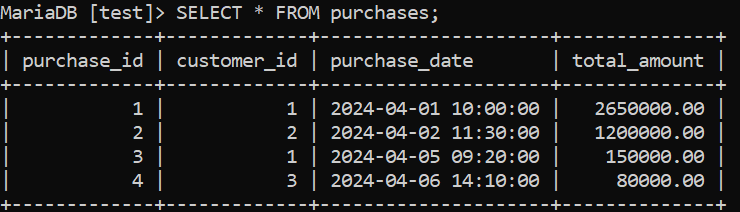 MariaDB [test]> SELECT * FROM purchases;
+-------------+-------------+---------------------+--------------+
| purchase_id | customer_id | purchase_date       | total_amount |
+-------------+-------------+---------------------+--------------+
|           1 |           1 | 2024-04-01 10:00:00 |   2650000.00 |
|           2 |           2 | 2024-04-02 11:30:00 |   1200000.00 |
|           3 |           1 | 2024-04-05 09:20:00 |    150000.00 |
|           4 |           3 | 2024-04-06 14:10:00 |     80000.00 |
+-------------+-------------+---------------------+--------------+